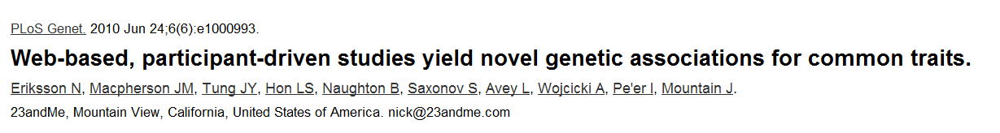 PLoS Genet. 2010 Jun 24;6(6):e1000993.
Web-based, participant-driven studies yield novel genetic associations for common traits.
Eriksson N, Macpherson JM, Tung JY, Hon LS, Naughton B, Saxonov S, Avey L, Wojcicki A, Pe'er I, Mountain J.
23andMe, Mountain View, California, United States of America. nick@23andme.com